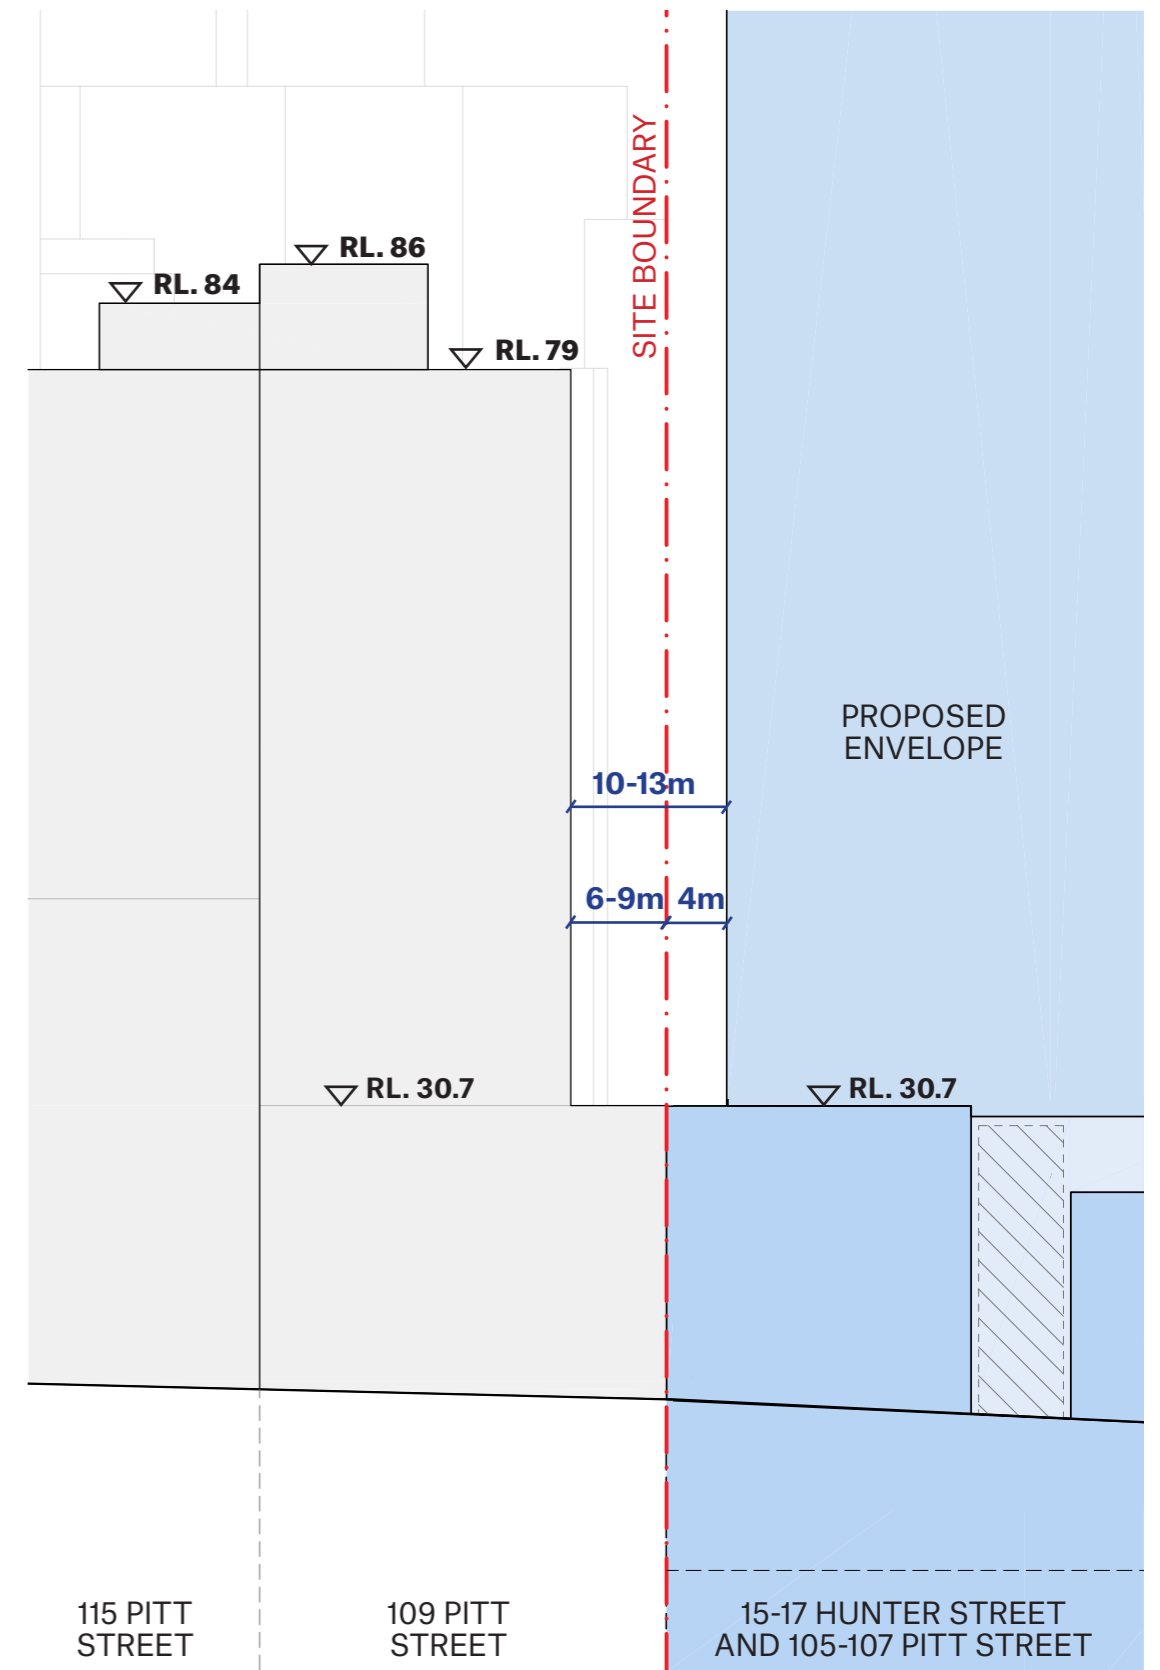 SITE BOUNDARY
RL. 86
RL. 84
RL. 79
PROPOSED
ENVELOPE
10-13m
6-9m
4m
RL. 30.7
RL. 30.7
115 PITT
STREET
109 PITT
STREET
15-17 HUNTER STREET
AND 105-107 PITT STREET